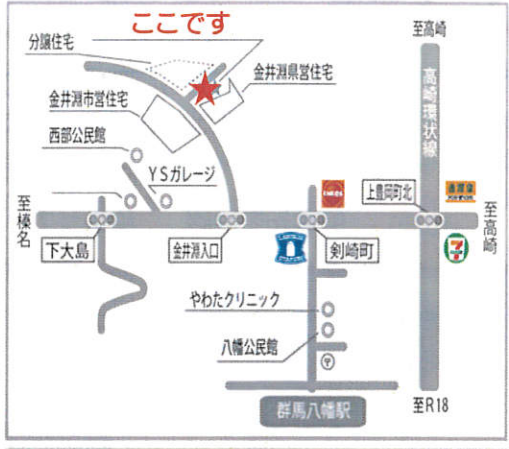 ここです
至高崎
分譲住宅
金井淵県営住宅
高崎環状線
金井淵市営住宅
西部公民館
YSガレージ
ENEOS
上豊岡町北
至榛名
至高崎
下大島
金井淵入口
LAWSON
剣崎町
7
やわたクリニック
八幡公民館
〒
群馬八幡駅
至R18